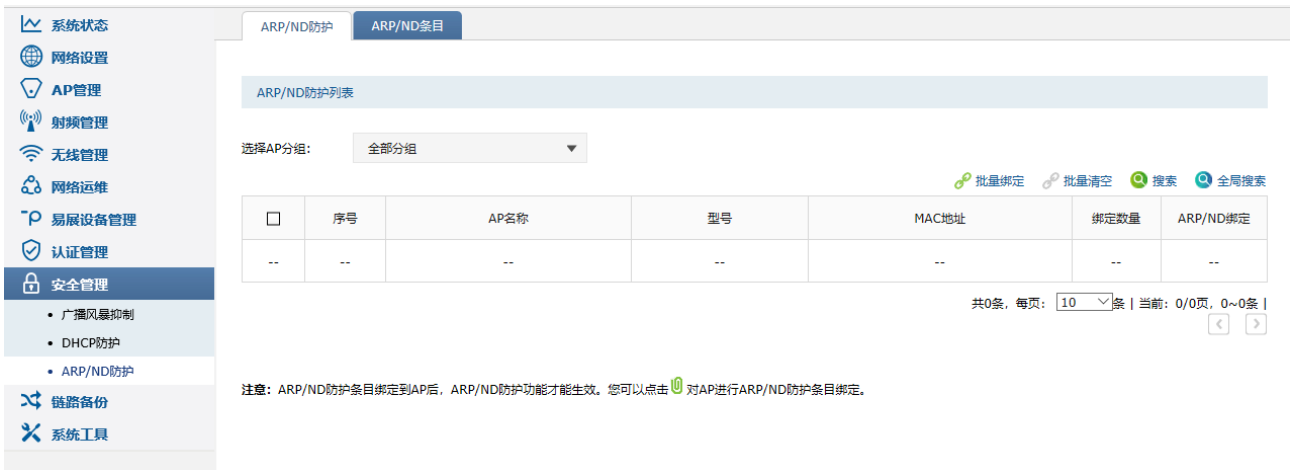 系统状态
网络设置
AP管理
射频管理
无线管理
网络运维
易展设备管理
认证管理
安全管理
• 广播风暴抑制
• DHCP防护
• ARP/ND防护
链路备份
系统工具
ARP/ND防护 ARP/ND条目
ARP/ND防护列表
选择AP分组: 全部分组
批量绑定 批量清空 搜索 全局搜索
序号 AP名称 型号 MAC地址 绑定数量 ARP/ND绑定
-- -- -- -- -- -- --
共0条, 每页: 10 条 | 当前: 0/0页, 0~0条 |
< >
注意: ARP/ND防护条目绑定到AP后, ARP/ND防护功能才能生效。您可以点击 对AP进行ARP/ND防护条目绑定。